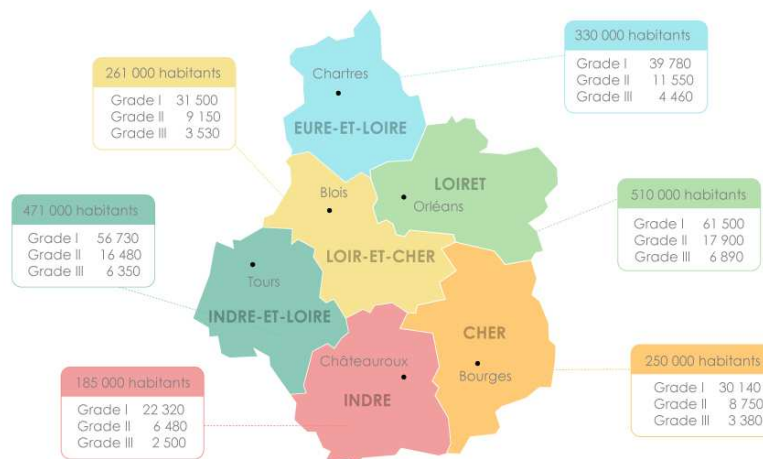 330 000 habitants
Grade I 39 780
Grade II 11 550
Grade III 4 460
261 000 habitants
Grade I 31 500
Grade II 9 150
Grade III 3 530
Chartres
EURE-ET-LOIRE
LOIRET
Orléans
510 000 habitants
Grade I 61 500
Grade II 17 900
Grade III 6 890
471 000 habitants
Grade I 56 730
Grade II 16 480
Grade III 6 350
Blois
LOIR-ET-CHER
Tours
INDRE-ET-LOIRE
CHER
Bourges
Châteauroux
INDRE
185 000 habitants
Grade I 22 320
Grade II 6 480
Grade III 2 500
250 000 habitants
Grade I 30 140
Grade II 8 750
Grade III 3 380